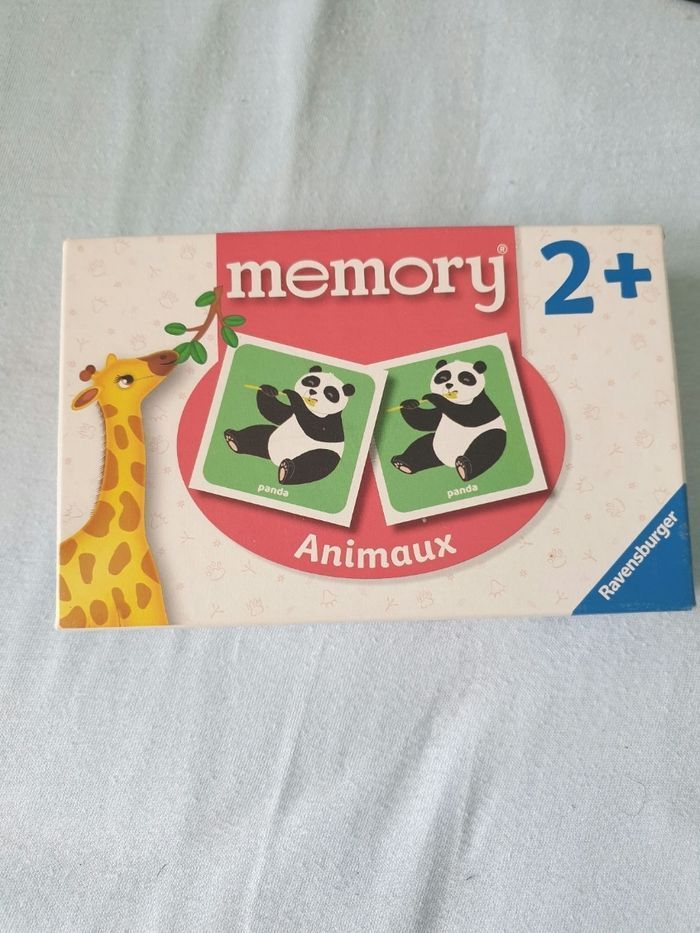 memory®
2+
panda
panda
Animaux
Ravensburger